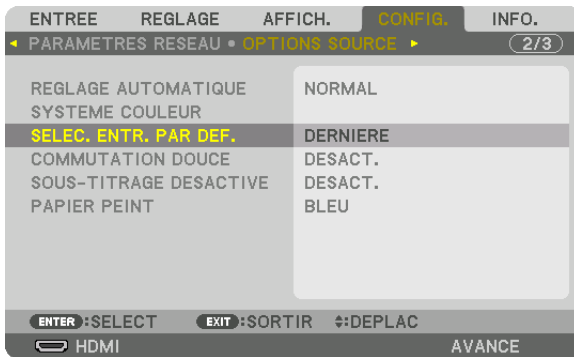 ENTREE REGLAGE AFFICH. CONFIG. INFO.
PARAMETRES RESEAU • OPTIONS SOURCE 2/3
REGLAGE AUTOMATIQUE NORMAL
SYSTEME COULEUR
SELEC. ENTR. PAR DEF. DERNIERE
COMMUTATION DOUCE DESACT.
SOUS-TITRAGE DESACTIVE DESACT.
PAPIER PEINT BLEU
ENTER :SELECT EXIT :SORTIR :DEPLAC
HDMI AVANCE